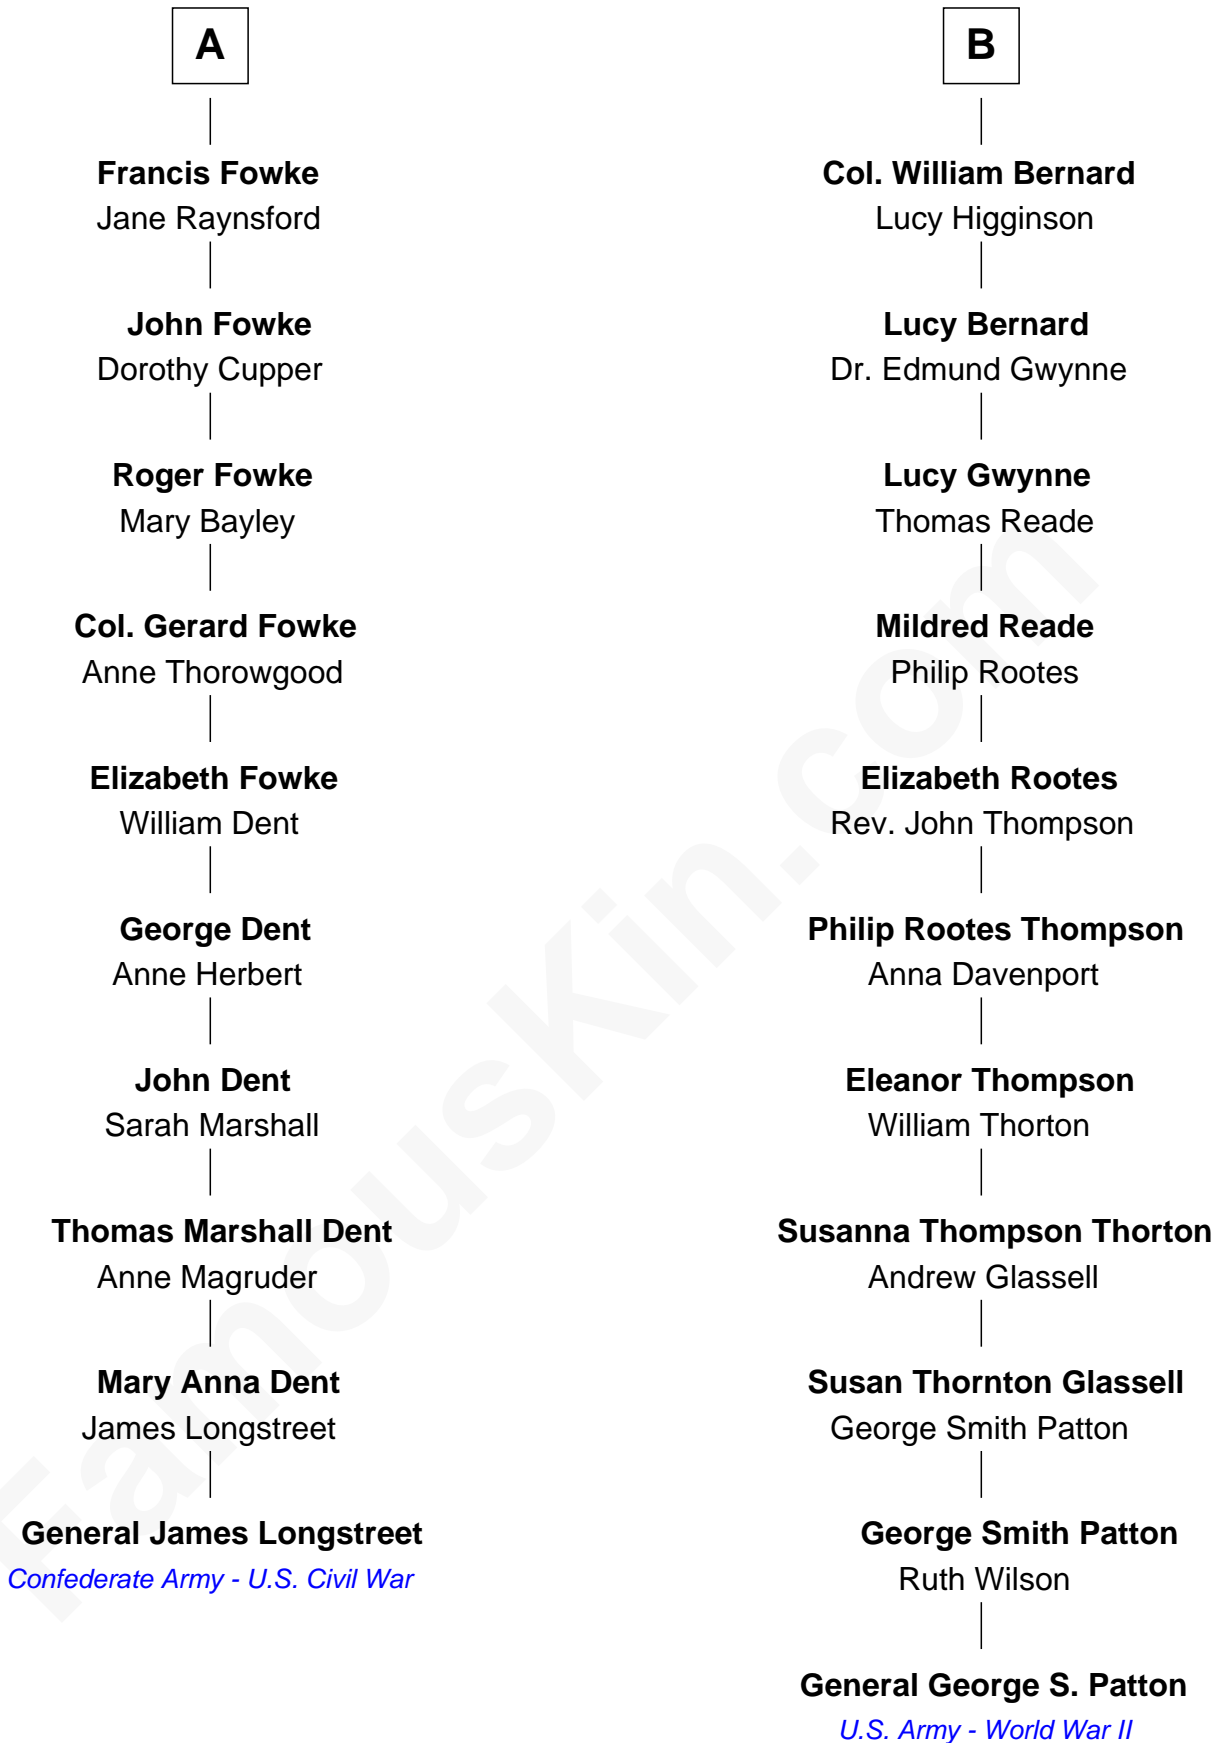 A
Francis Fowke
Jane Raynsford
John Fowke
Dorothy Cupper
Roger Fowke
Mary Bayley
Col. Gerard Fowke
Anne Thorowgood
Elizabeth Fowke
William Dent
George Dent
Anne Herbert
John Dent
Sarah Marshall
Thomas Marshall Dent
Anne Magruder
Mary Anna Dent
James Longstreet
General James Longstreet
Confederate Army - U.S. Civil War
B
Col. William Bernard
Lucy Higginson
Lucy Bernard
Dr. Edmund Gwynne
Lucy Gwynne
Thomas Reade
Mildred Reade
Philip Rootes
Elizabeth Rootes
Rev. John Thompson
Philip Rootes Thompson
Anna Davenport
Eleanor Thompson
William Thorton
Susanna Thompson Thorton
Andrew Glassell
Susan Thornton Glassell
George Smith Patton
George Smith Patton
Ruth Wilson
General George S. Patton
U.S. Army - World War II
FamousKin.com